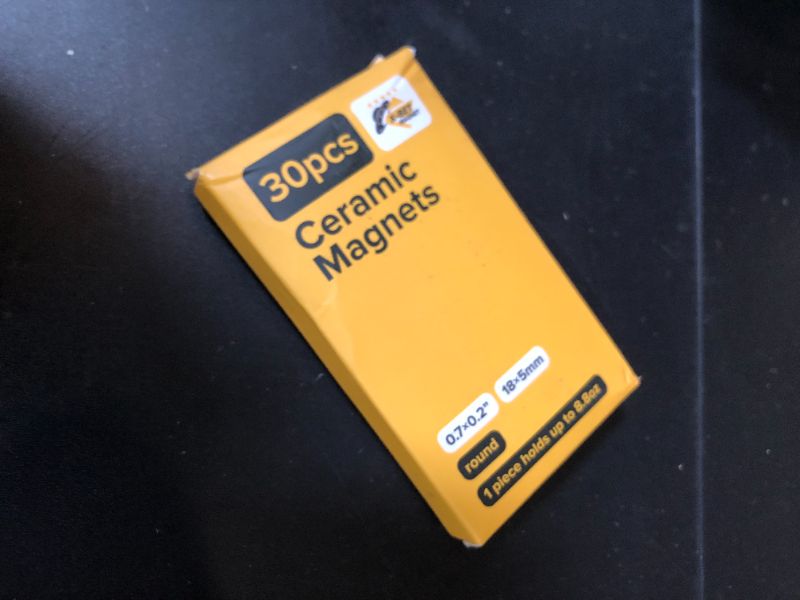 30pcs
Ceramic
Magnets
0.7×0.2"
18×5mm
round
1 piece holds up to 8.8oz